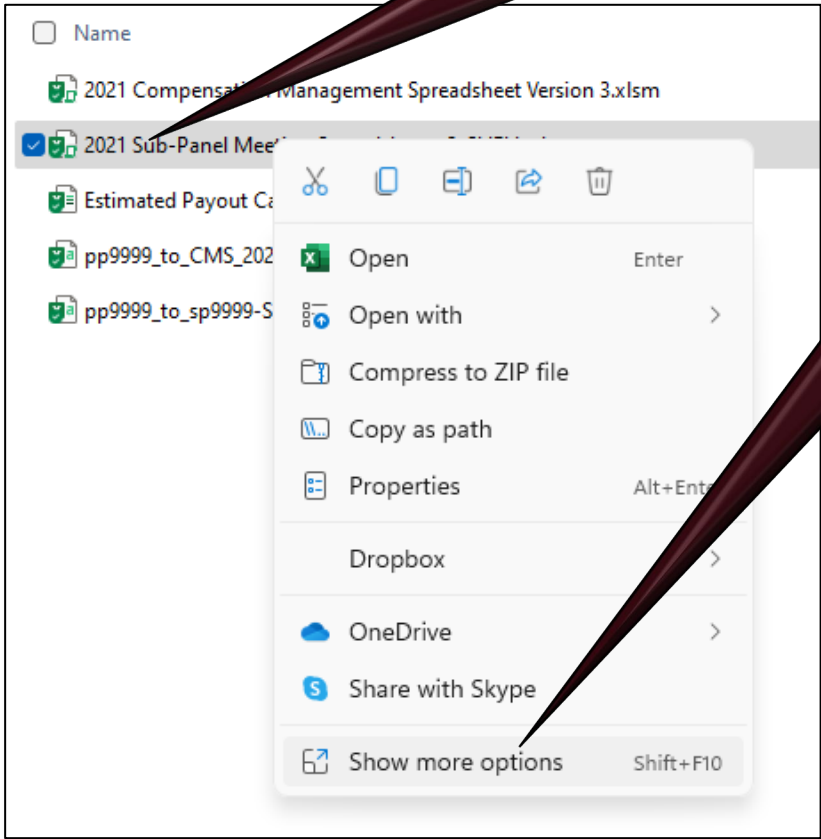 Name
2021 Compensation Management Spreadsheet Version 3.xlsm
2021 Sub-Panel Mee
Estimated Payout Ca
pp9999_to_CMS_202
pp9999_to_sp9999-S
Open Enter
Open with
Compress to ZIP file
Copy as path
Properties Alt+Ente
Dropbox
OneDrive
Share with Skype
Show more options Shift+F10